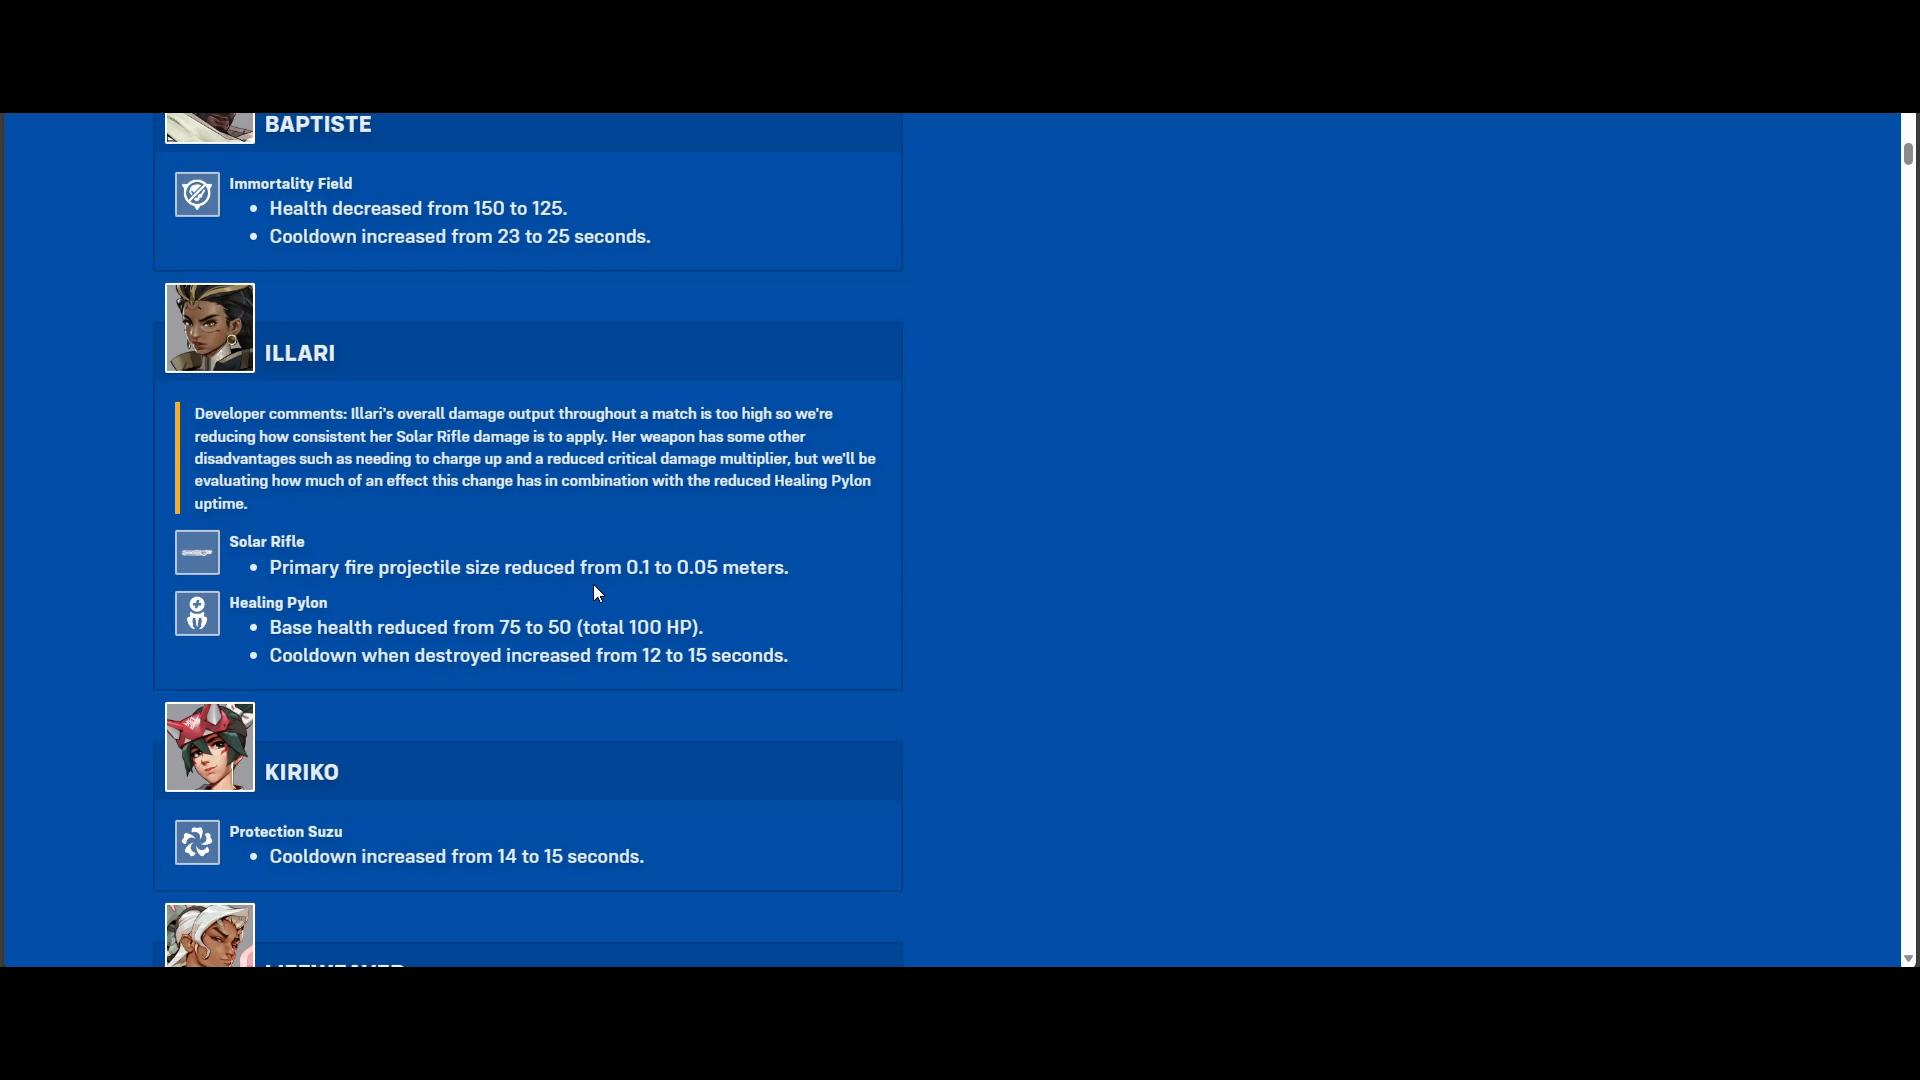 BAPTISTE
Immortality Field
• Health decreased from 150 to 125.
• Cooldown increased from 23 to 25 seconds.
ILLARI
Developer comments: Illari's overall damage output throughout a match is too high so we're
reducing how consistent her Solar Rifle damage is to apply. Her weapon has some other
disadvantages such as needing to charge up and a reduced critical damage multiplier, but we'll be
evaluating how much of an effect this change has in combination with the reduced Healing Pylon
uptime.
Solar Rifle
• Primary fire projectile size reduced from 0.1 to 0.05 meters.
Healing Pylon
• Base health reduced from 75 to 50 (total 100 HP).
• Cooldown when destroyed increased from 12 to 15 seconds.
KIRIKO
Protection Suzu
• Cooldown increased from 14 to 15 seconds.